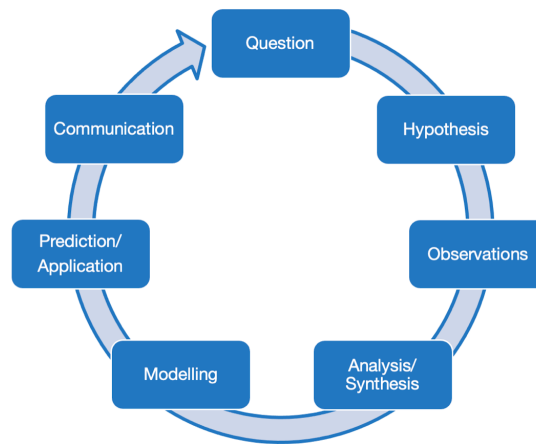 Question
Hypothesis
Observations
Analysis/
Synthesis
Modelling
Prediction/
Application
Communication